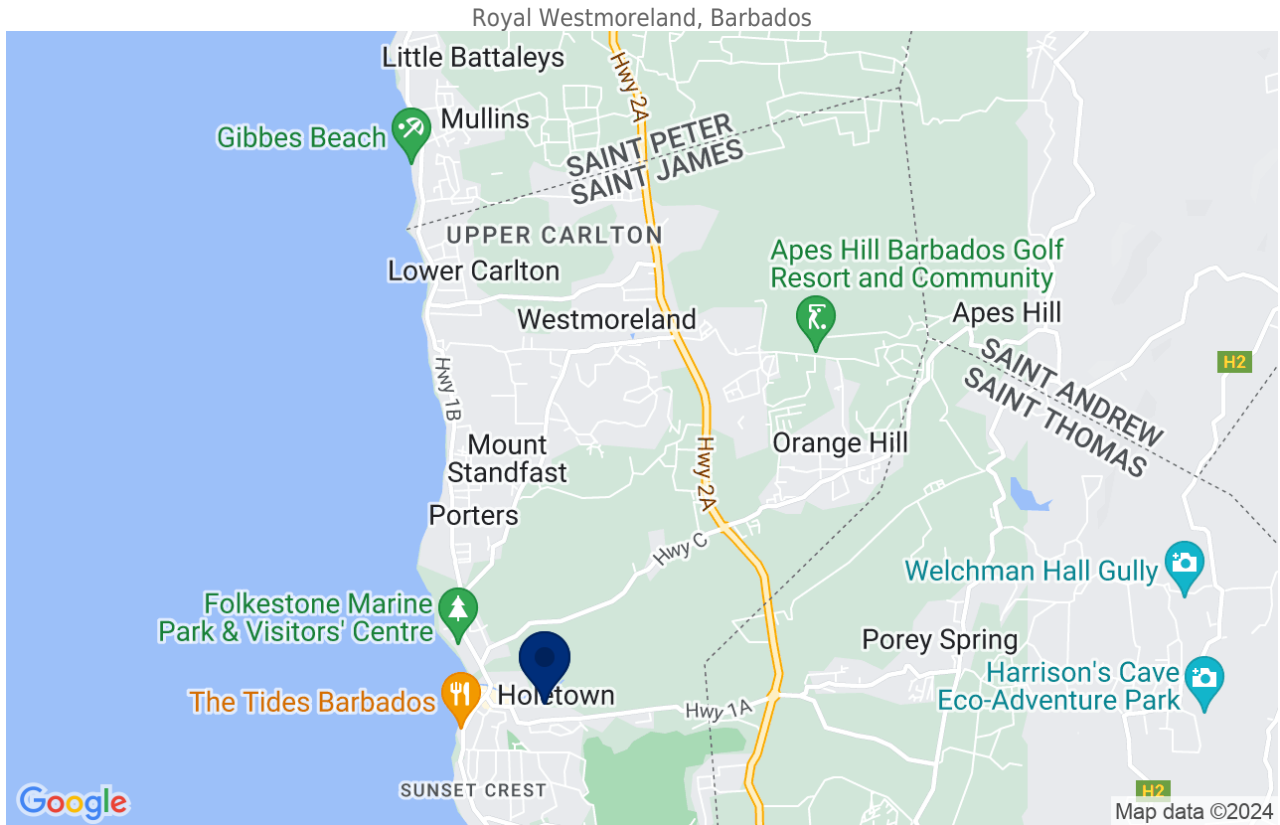 Royal Westmoreland, Barbados
Little Battaleys
Hwy 2A
Mullins
Gibbes Beach
SAINT PETER
SAINT JAMES
UPPER CARLTON
Lower Carlton
Apes Hill Barbados Golf
Resort and Community
Westmoreland
Apes Hill
Hwy 1B
SAINT ANDREW
SAINT THOMAS
H2
Mount
Standfast
Hwy 2A
Orange Hill
Porters
Hwy C
Welchman Hall Gully
Folkestone Marine
Park & Visitors' Centre
Porey Spring
Harrison's Cave
Eco-Adventure Park
The Tides Barbados
Holetown
Hwy 1A
SUNSET CREST
H2
Google
Map data ©2024